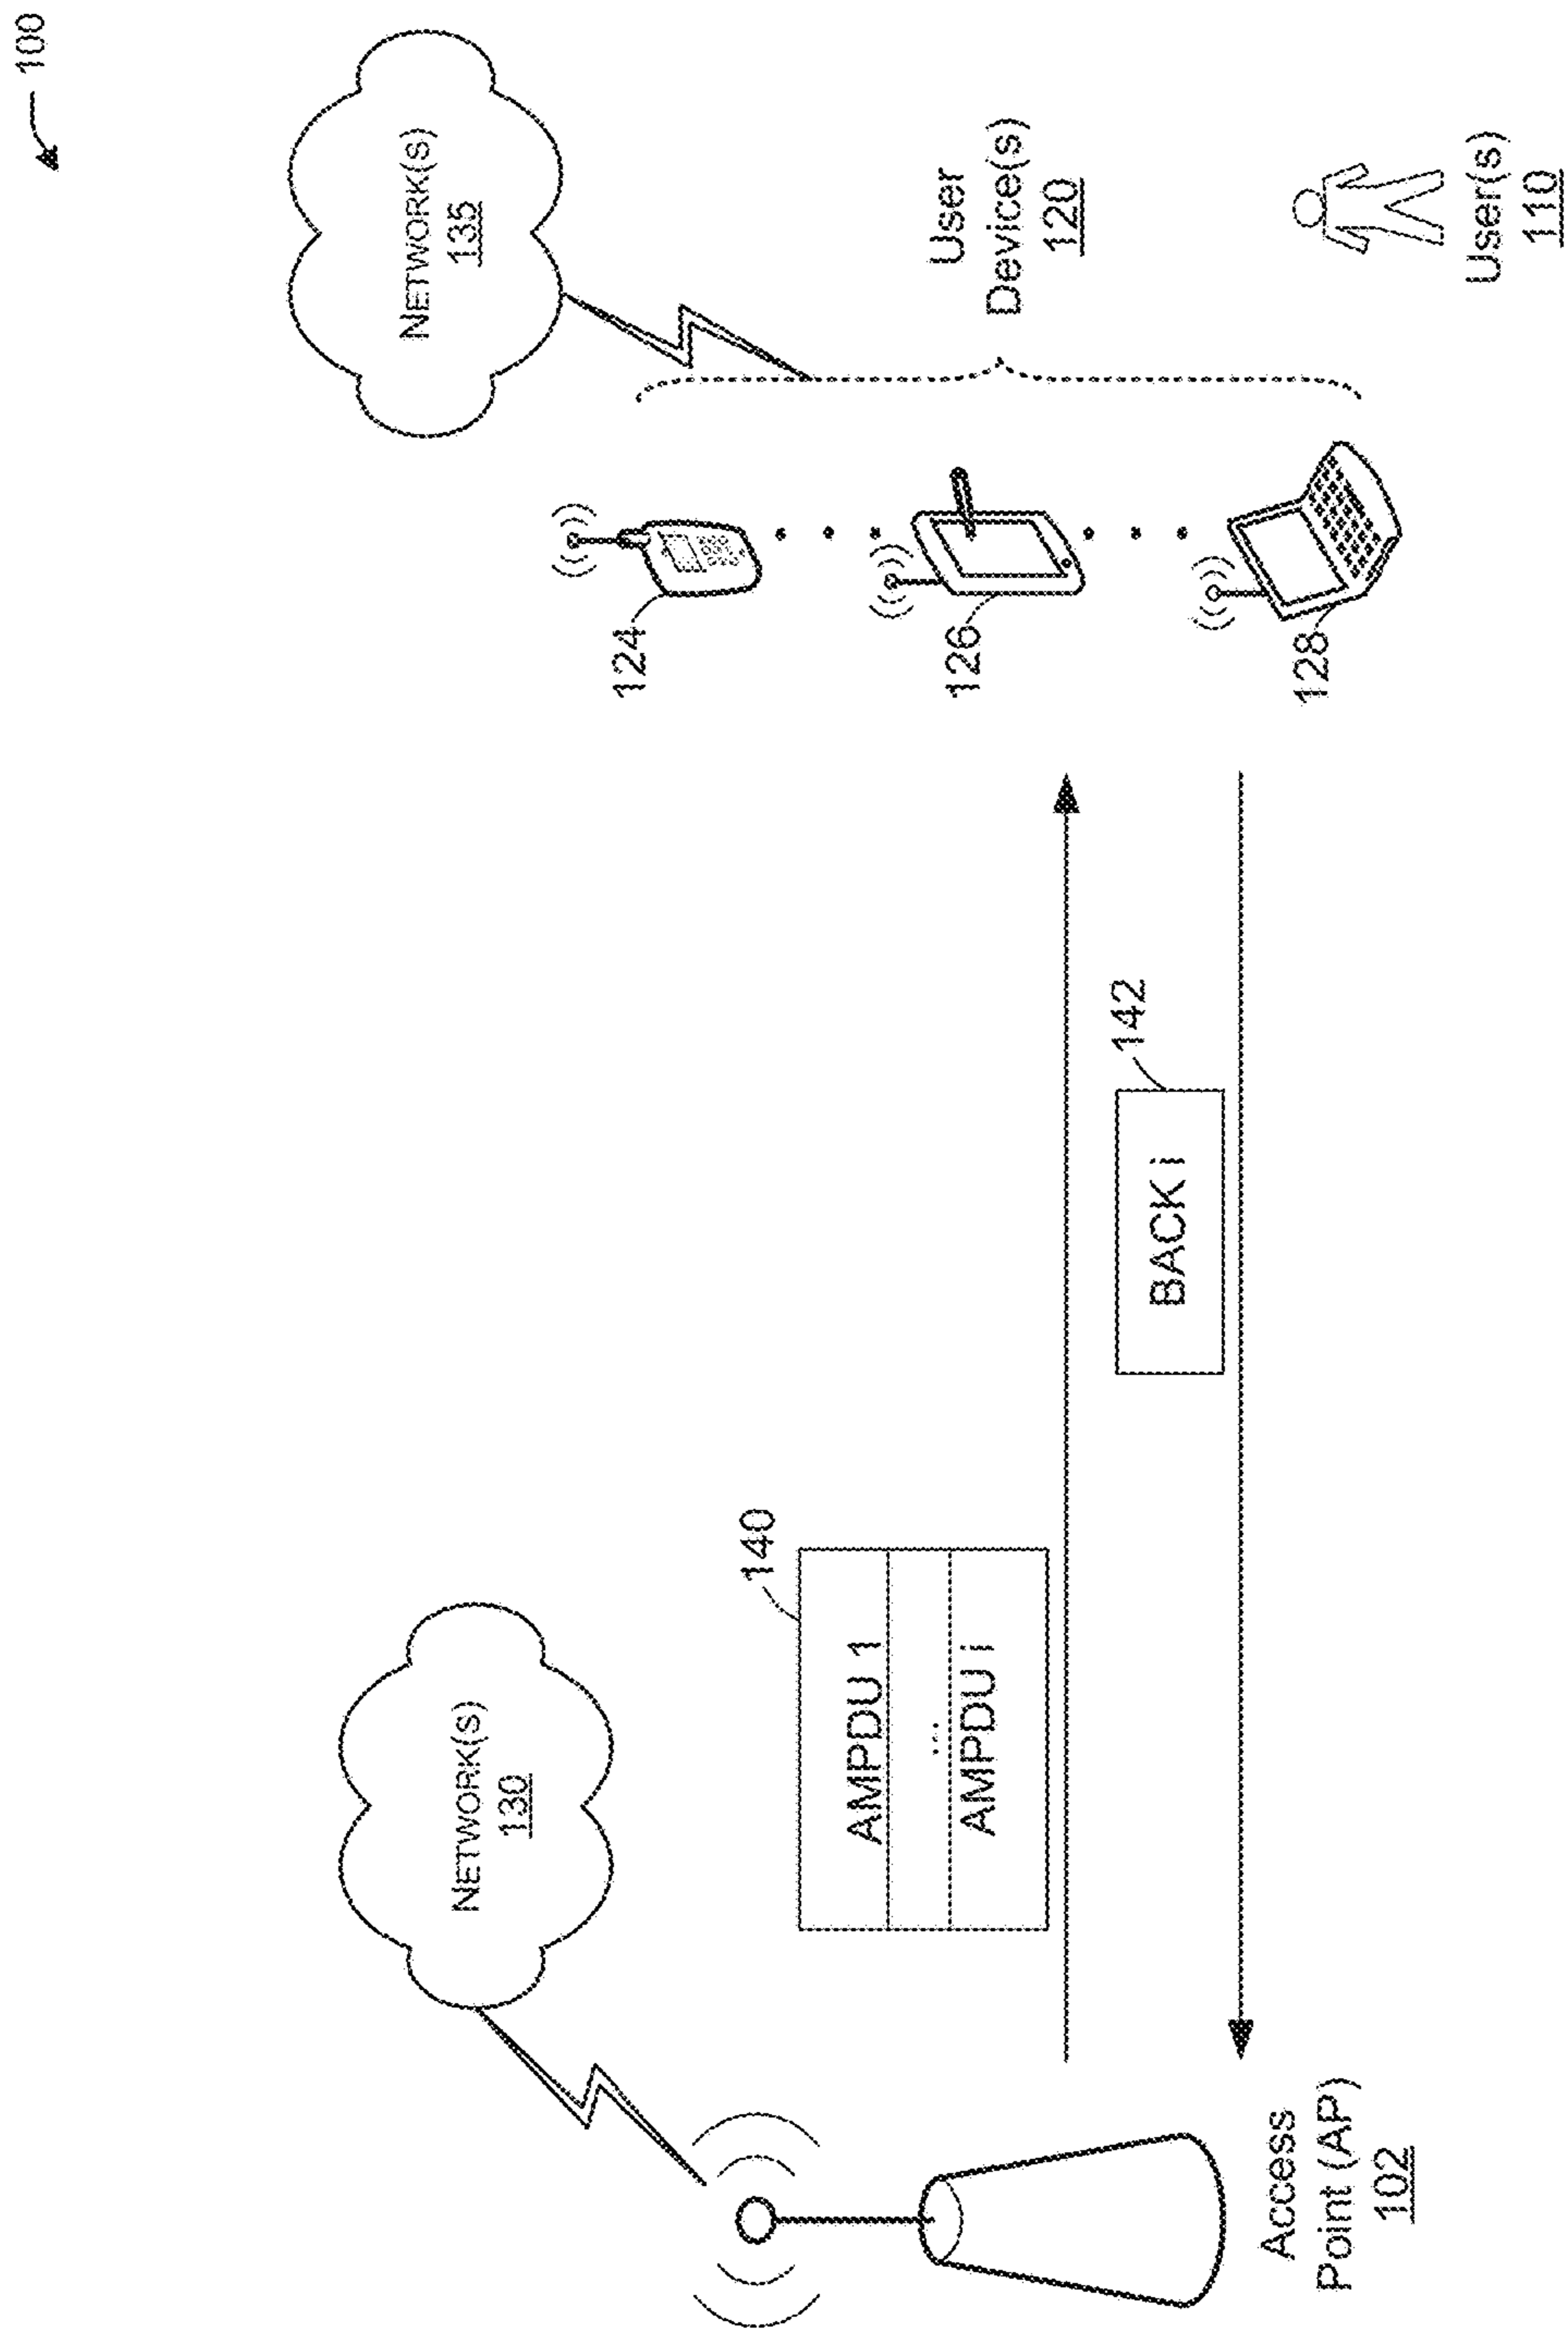 100
NETWORK(S)
135
NETWORK(S)
130
User
Device(s)
120
124
126
128
User(s)
110
140
AMPDU 1
...
AMPDU i
142
BACK i
Access
Point (AP)
102